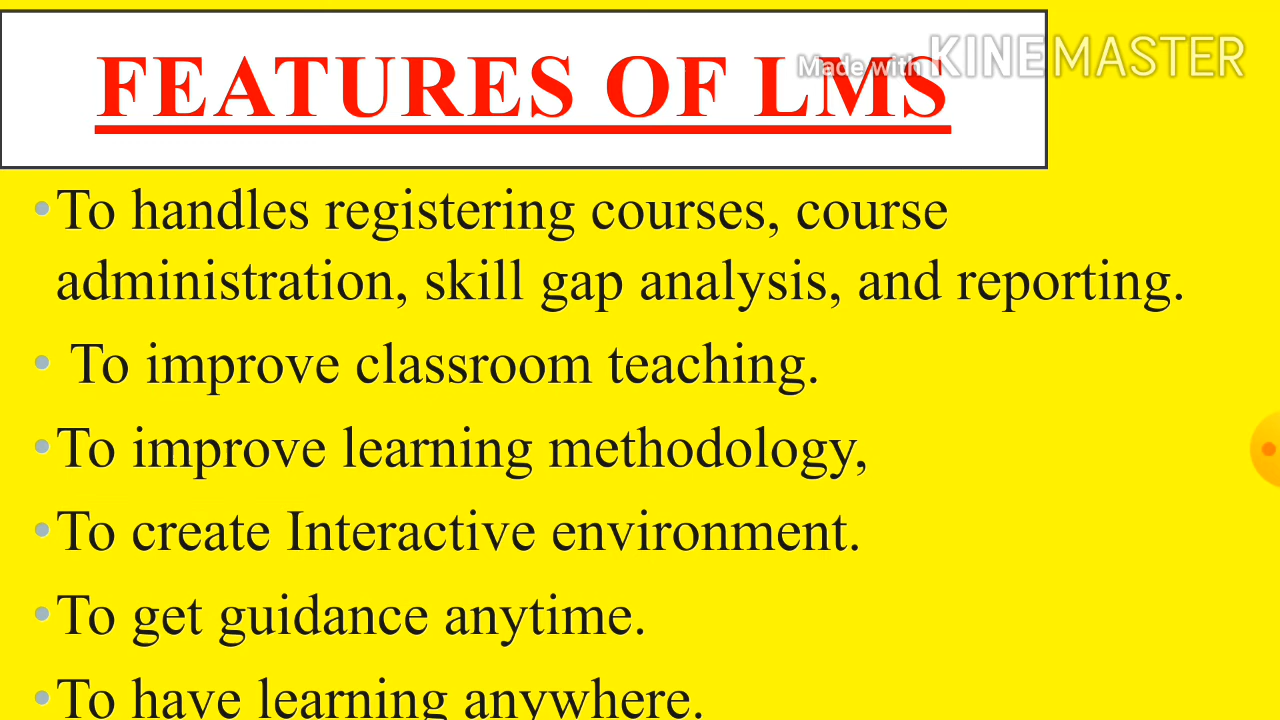 FEATURES OF LMS
Made with KINEMASTER
•To handles registering courses, course
administration, skill gap analysis, and reporting.
• To improve classroom teaching.
•To improve learning methodology,
•To create Interactive environment.
•To get guidance anytime.
•To have learning anywhere.